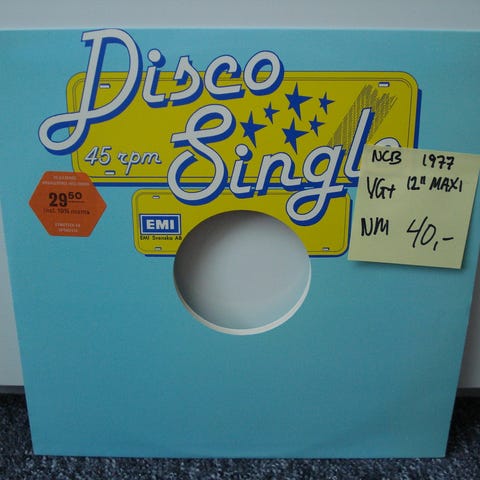 Disco
45 rpm
Single
29 50
incl. 10% moms
EMI
EMI Svenska AB
NCB 1977
VG+ 12" MAXI
NM 40,-